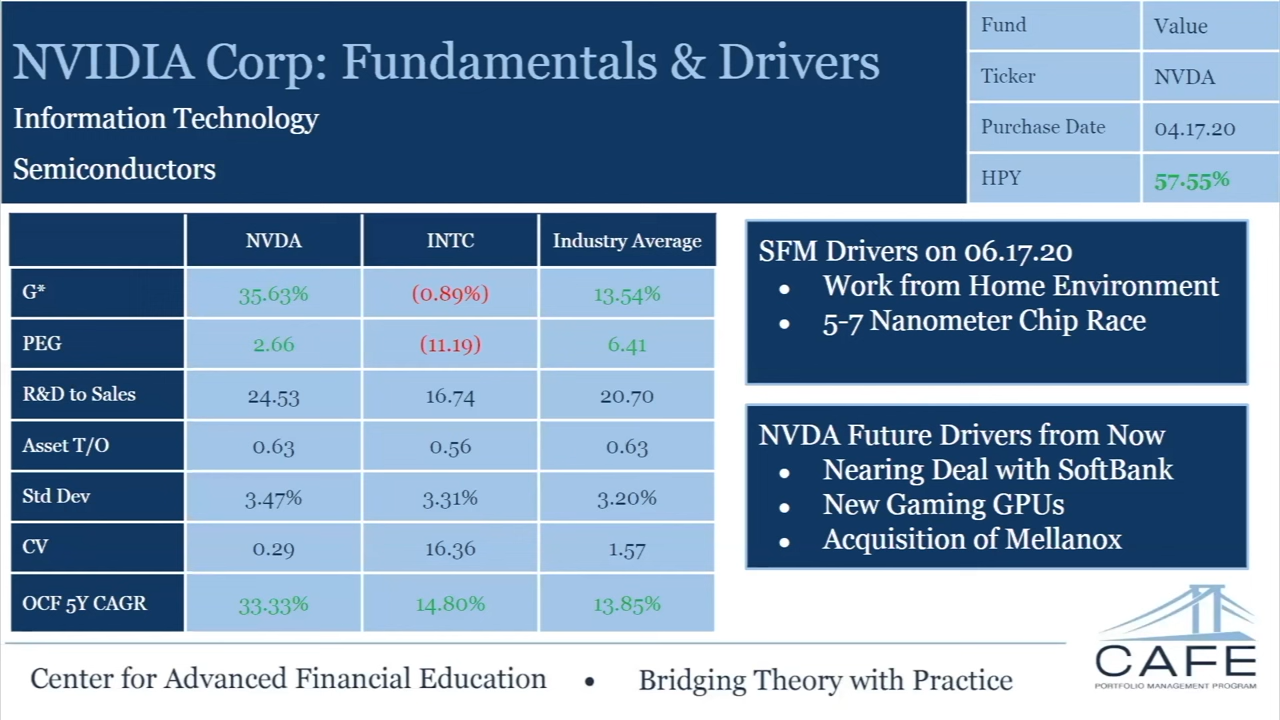 NVIDIA Corp: Fundamentals & Drivers
Information Technology
Semiconductors
Fund Value
Ticker NVDA
Purchase Date 04.17.20
HPY 57.55%
NVDA INTC Industry Average
G* 35.63% (0.89%) 13.54%
PEG 2.66 (11.19) 6.41
R&D to Sales 24.53 16.74 20.70
Asset T/O 0.63 0.56 0.63
Std Dev 3.47% 3.31% 3.20%
CV 0.29 16.36 1.57
OCF 5Y CAGR 33.33% 14.80% 13.85%
SFM Drivers on 06.17.20
● Work from Home Environment
● 5-7 Nanometer Chip Race
NVDA Future Drivers from Now
● Nearing Deal with SoftBank
● New Gaming GPUs
● Acquisition of Mellanox
Center for Advanced Financial Education ● Bridging Theory with Practice
CAFE
PORTFOLIO MANAGEMENT PROGRAM